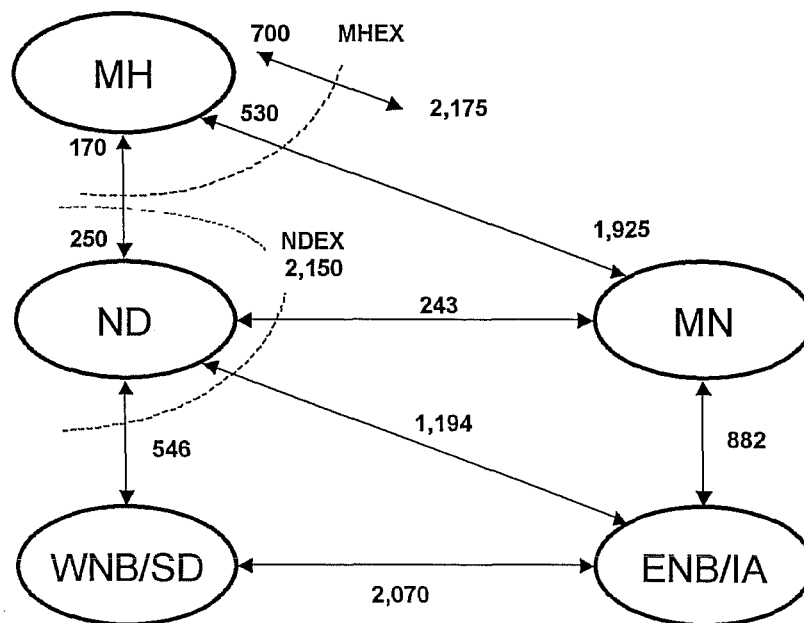 700
MHEX
MH
530
2,175
170
1,925
250
NDEX
2,150
ND
243
MN
1,194
546
882
WNB/SD
ENB/IA
2,070